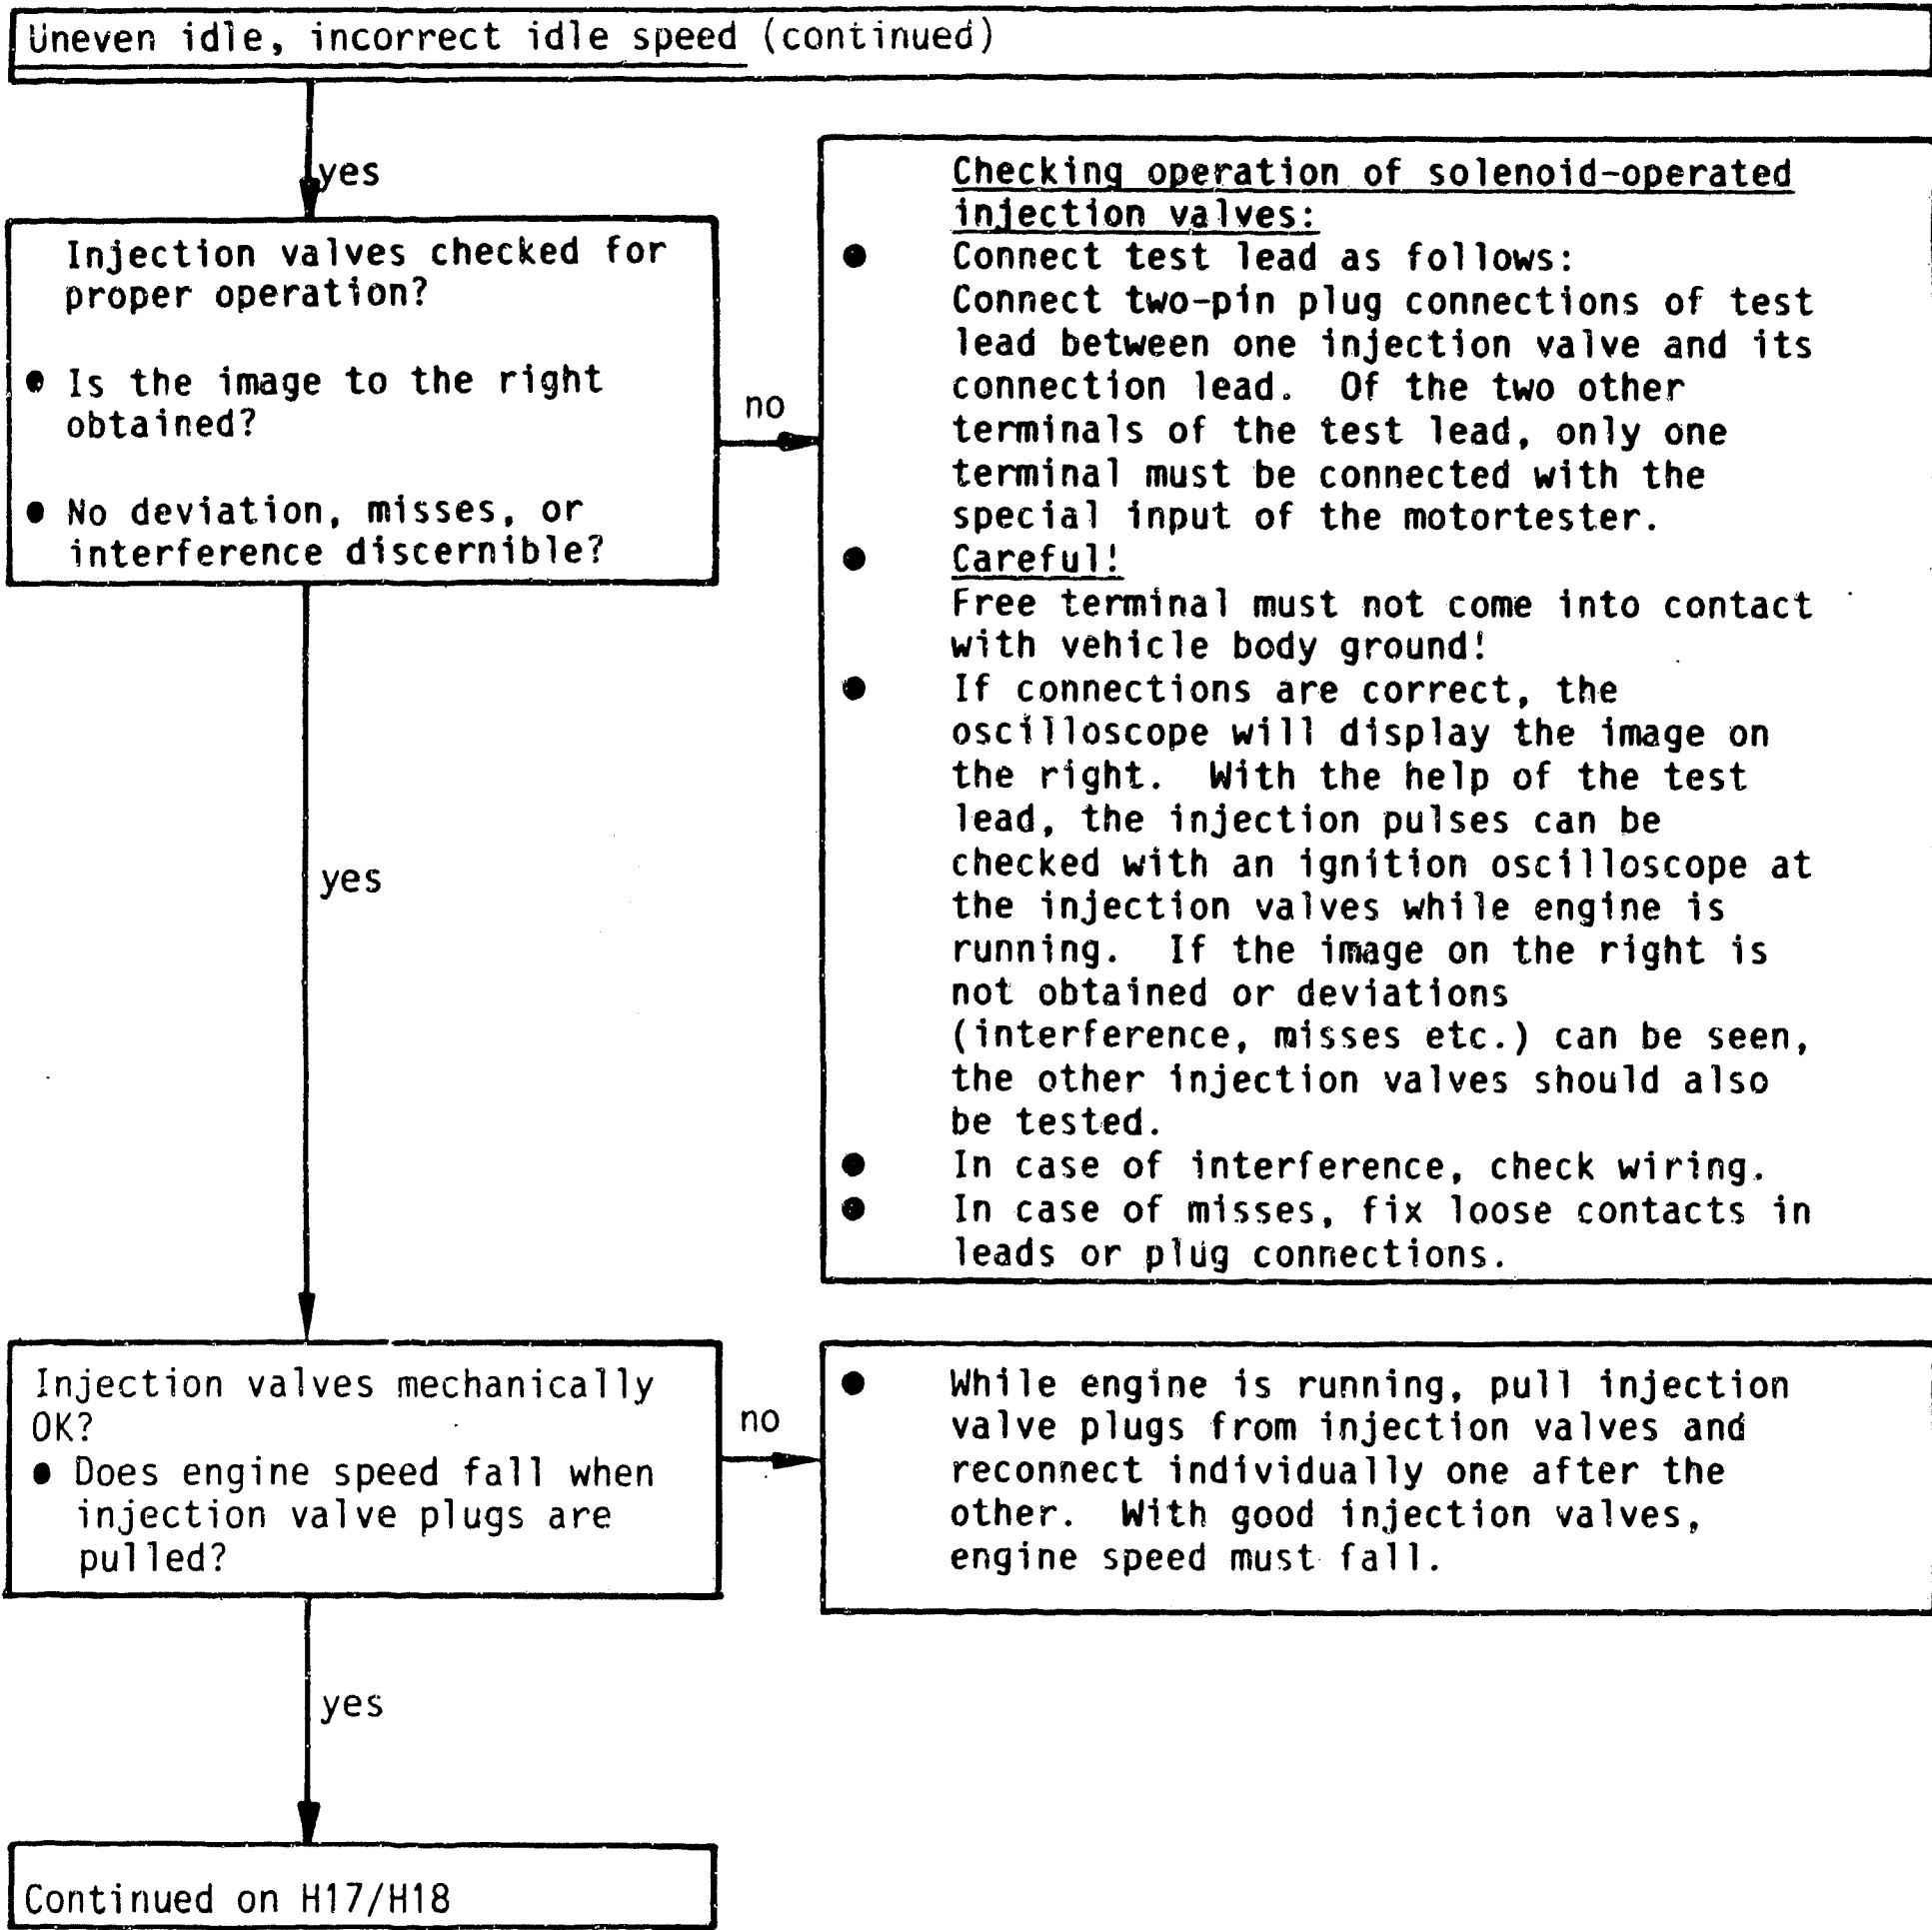 Uneven idle, incorrect idle speed (continued)
yes
Injection valves checked for
proper operation?
● Is the image to the right
obtained?
● No deviation, misses, or
interference discernible?
no
Checking operation of solenoid-operated
injection valves:
● Connect test lead as follows:
Connect two-pin plug connections of test
lead between one injection valve and its
connection lead. Of the two other
terminals of the test lead, only one
terminal must be connected with the
special input of the motortester.
● Careful!
Free terminal must not come into contact
with vehicle body ground!
● If connections are correct, the
oscilloscope will display the image on
the right. With the help of the test
lead, the injection pulses can be
checked with an ignition oscilloscope at
the injection valves while engine is
running. If the image on the right is
not obtained or deviations
(interference, misses etc.) can be seen,
the other injection valves should also
be tested.
● In case of interference, check wiring.
● In case of misses, fix loose contacts in
leads or plug connections.
yes
Injection valves mechanically
OK?
● Does engine speed fall when
injection valve plugs are
pulled?
no
● While engine is running, pull injection
valve plugs from injection valves and
reconnect individually one after the
other. With good injection valves,
engine speed must fall.
yes
Continued on H17/H18